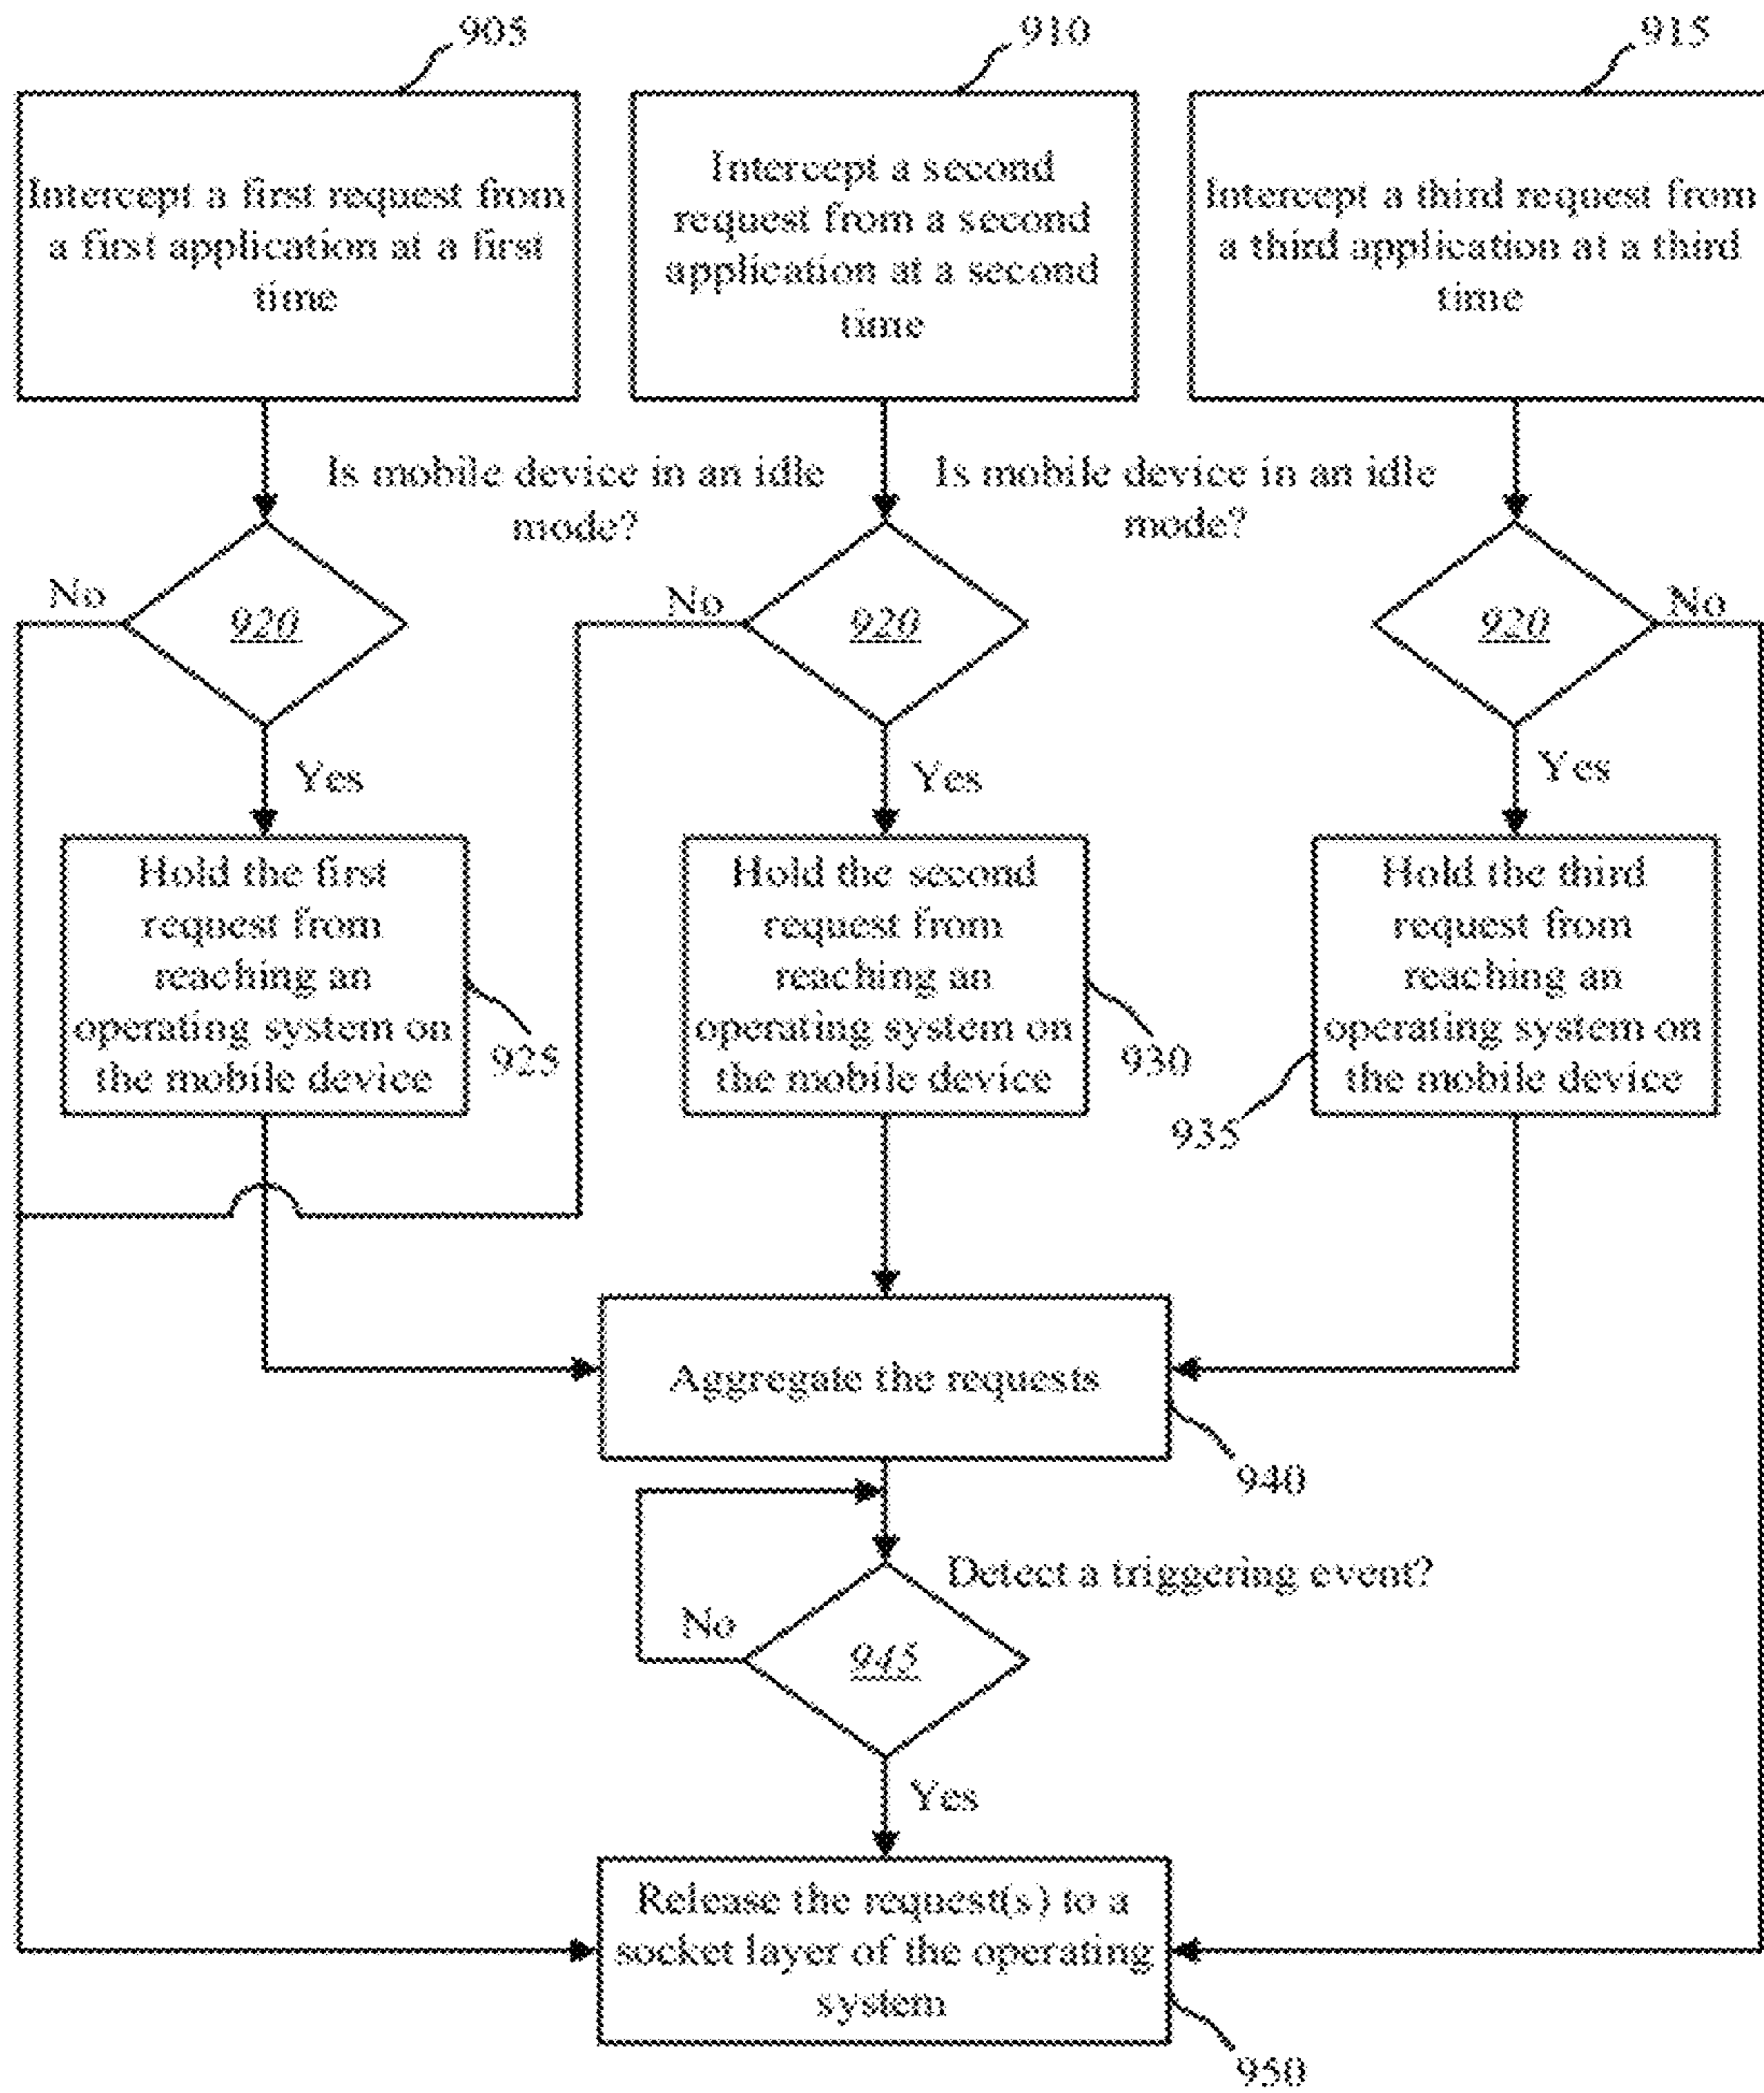 905
910
915
Intercept a first request from
a first application at a first
time
Intercept a second
request from a second
application at a second
time
Intercept a third request from
a third application at a third
time
Is mobile device in an idle
mode?
Is mobile device in an idle
mode?
No
920
No
920
920
No
Yes
Yes
Yes
Hold the first
request from
reaching an
operating system on
the mobile device
925
Hold the second
request from
reaching an
operating system on
the mobile device
930
Hold the third
request from
reaching an
operating system on
the mobile device
935
Aggregate the requests
940
Detect a triggering event?
No
945
Yes
Release the request(s) to a
socket layer of the operating
system
950